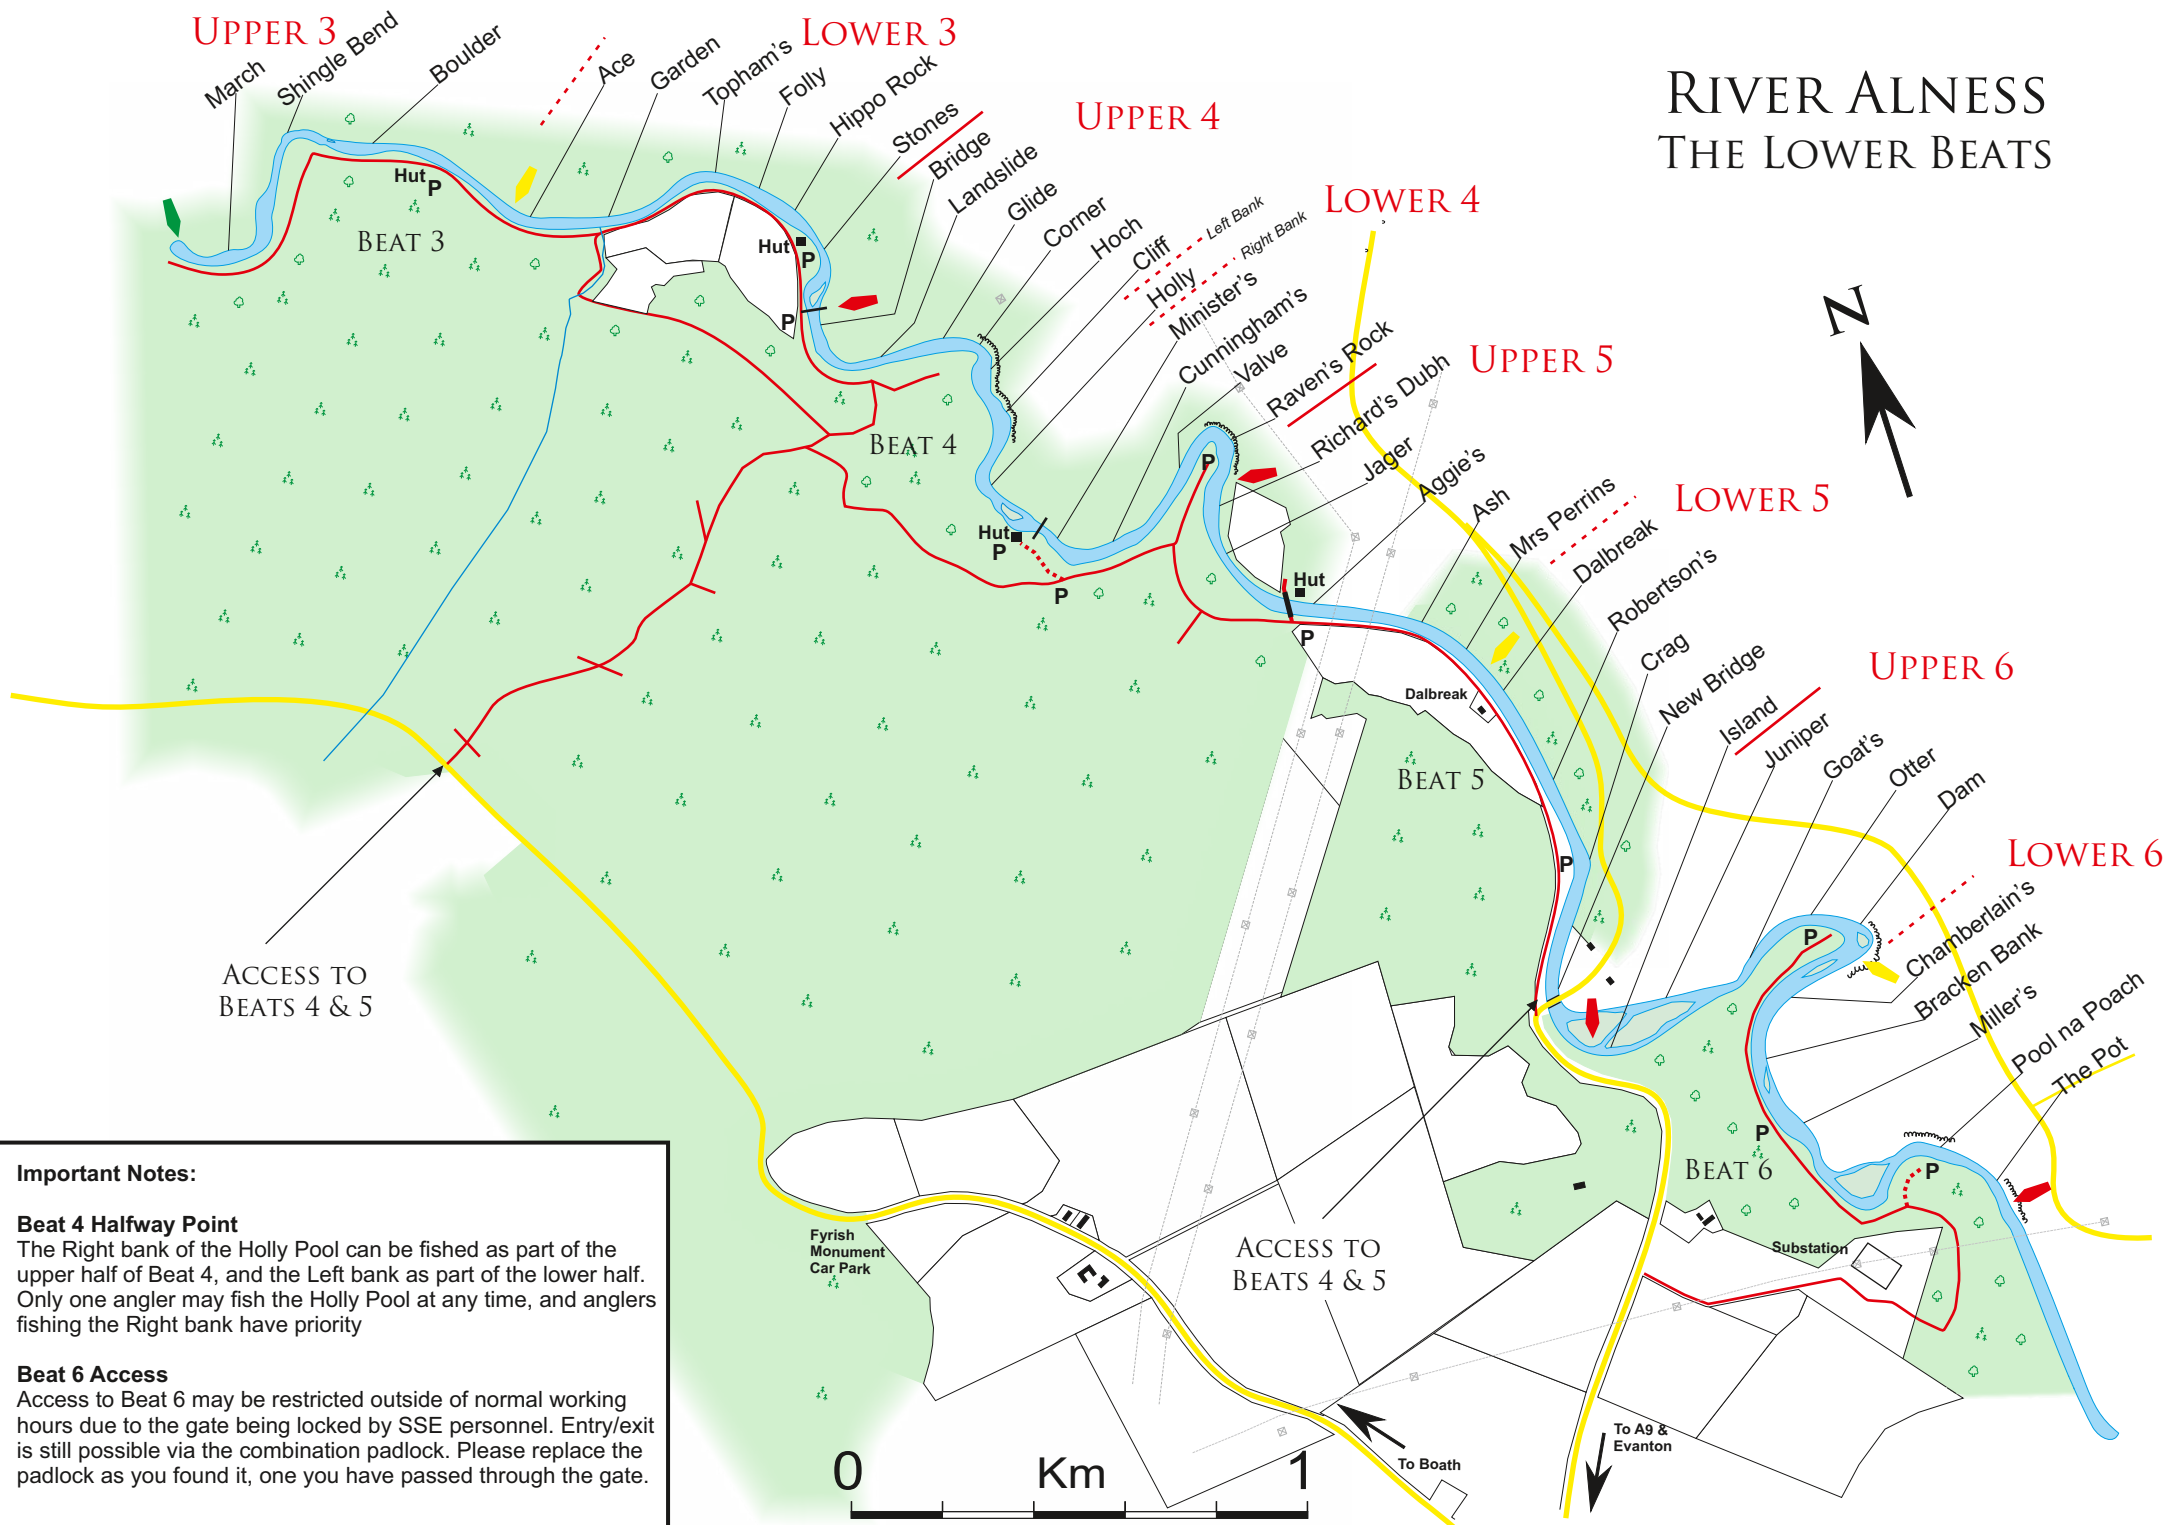 UPPER 3
LOWER 3
UPPER 4
LOWER 4
UPPER 5
LOWER 5
UPPER 6
LOWER 6
RIVER ALNESS
THE LOWER BEATS
N
March
Shingle Bend
Boulder
Ace
Garden
Topham's
Folly
Hippo Rock
Stones
Bridge
Landslide
Glide
Corner
Hoch
Cliff
Left Bank
Right Bank
Holly
Minister's
Cunningham's
Valve
Raven's Rock
Richard's Dubh
Jager
Aggie's
Ash
Mrs Perrins
Dalbreak
Robertson's
Crag
New Bridge
Island
Juniper
Goat's
Otter
Dam
Chamberlain's
Bracken Bank
Miller's
Pool na Poach
The Pot
Hut
P
BEAT 3
Hut
P
P
BEAT 4
Hut
P
P
P
Hut
P
Dalbreak
BEAT 5
P
P
P
BEAT 6
P
Substation
ACCESS TO
BEATS 4 & 5
ACCESS TO
BEATS 4 & 5
Fyrish
Monument
Car Park
To Boath
To A9 &
Evanton
0 Km 1
Important Notes:
Beat 4 Halfway Point
The Right bank of the Holly Pool can be fished as part of the
upper half of Beat 4, and the Left bank as part of the lower half.
Only one angler may fish the Holly Pool at any time, and anglers
fishing the Right bank have priority
Beat 6 Access
Access to Beat 6 may be restricted outside of normal working
hours due to the gate being locked by SSE personnel. Entry/exit
is still possible via the combination padlock. Please replace the
padlock as you found it, one you have passed through the gate.